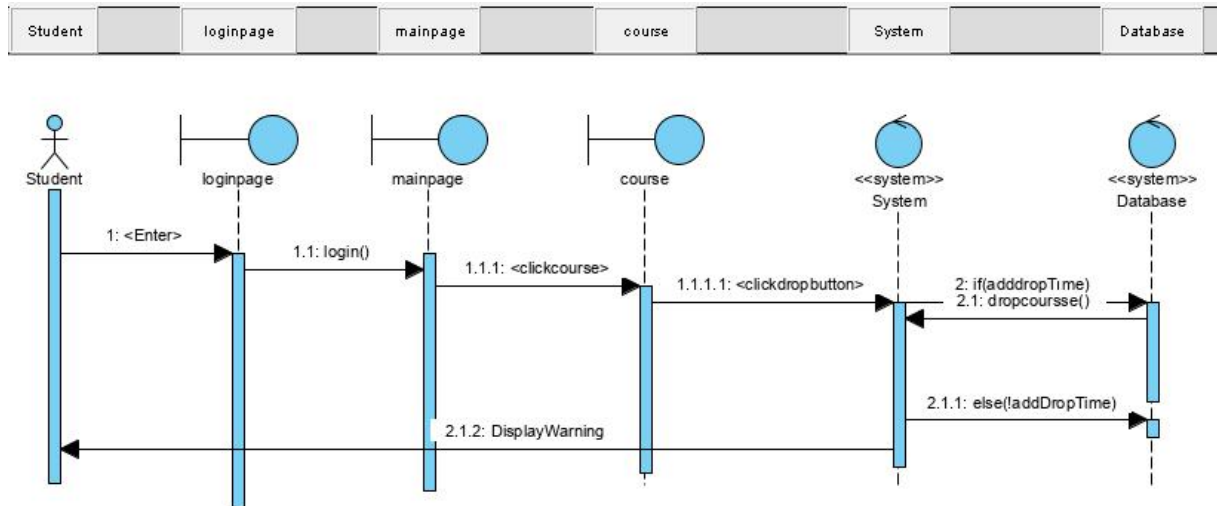 Student loginpage mainpage course System Database
Student
loginpage
mainpage
course
<<system>>
System
<<system>>
Database
1: <Enter>
1.1: login()
1.1.1: <clickcourse>
1.1.1.1: <clickdropbutton>
2: if(adddropTime)
2.1: dropcoursse()
2.1.1: else(!addDropTime)
2.1.2: DisplayWarning